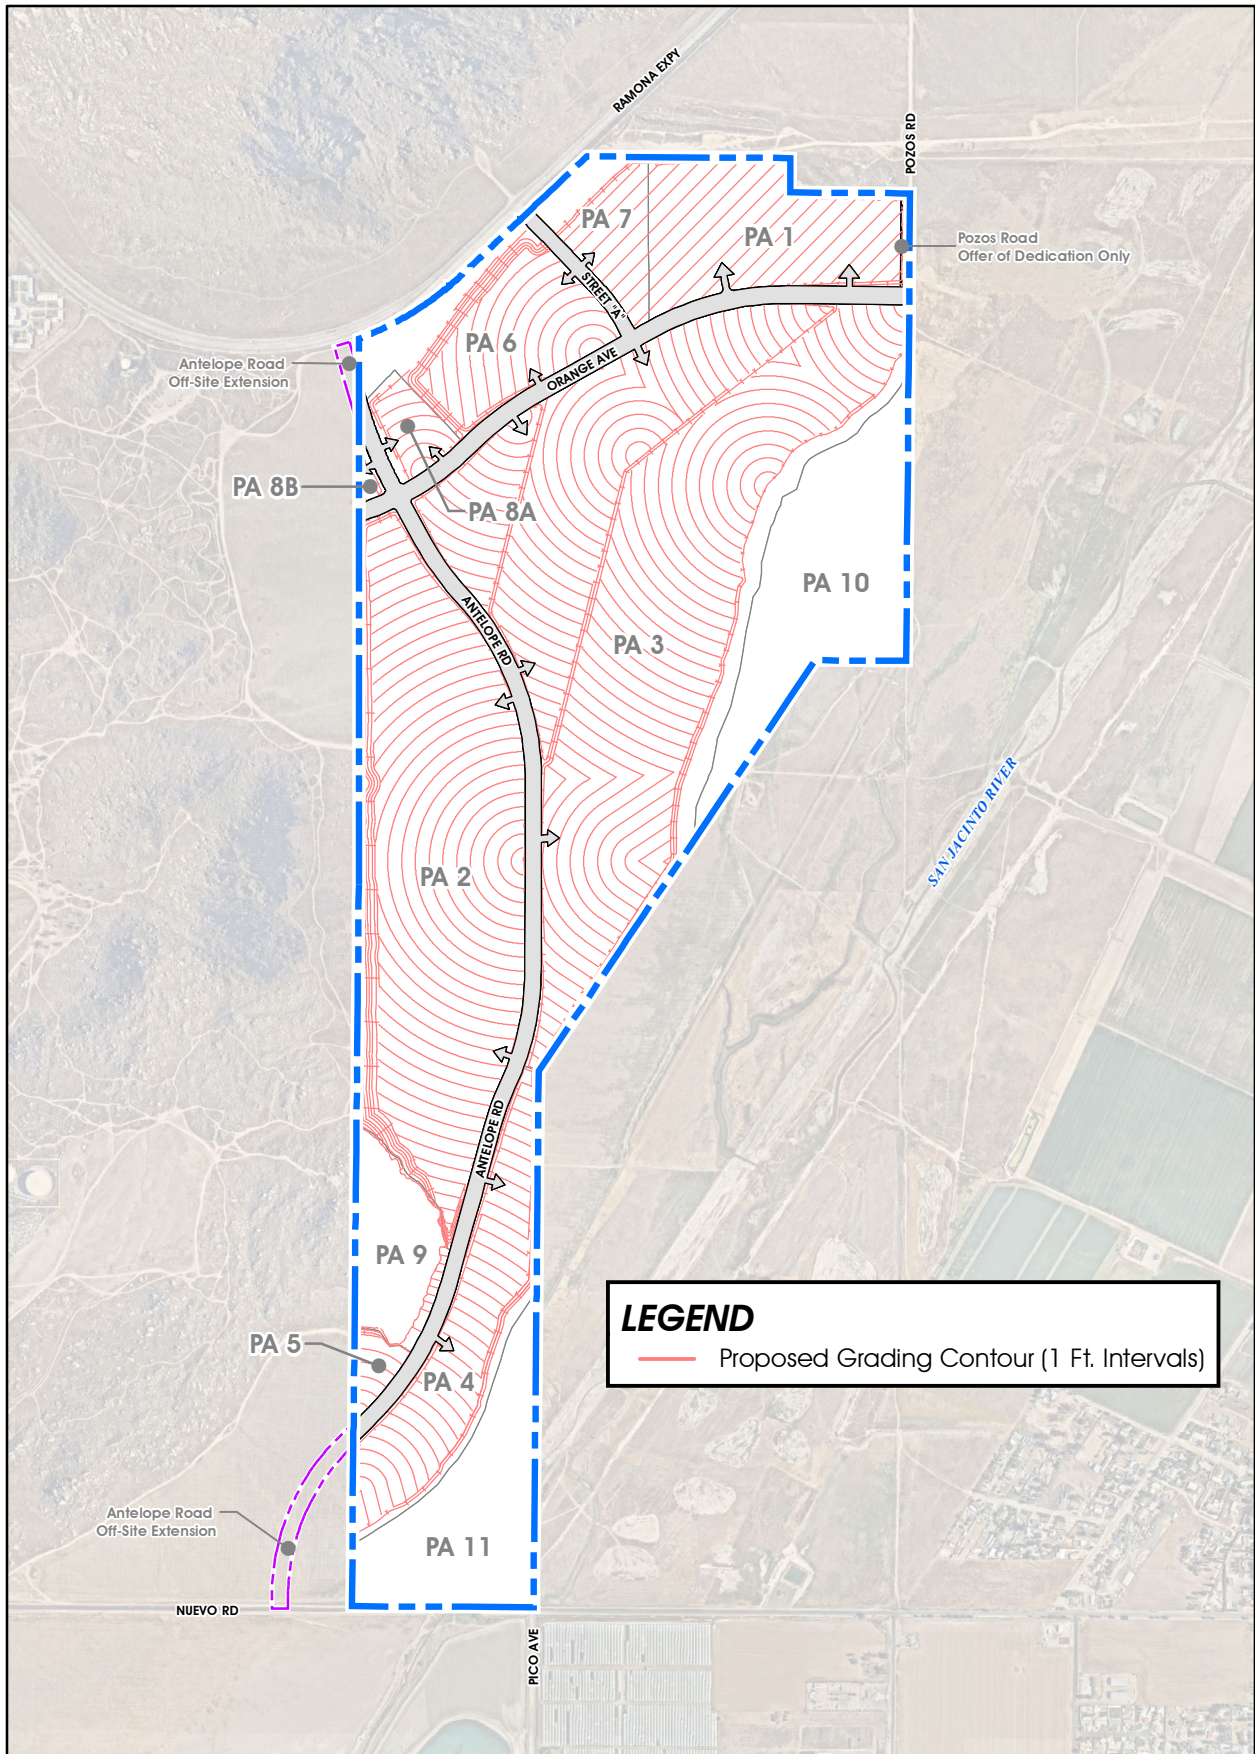 RAMONA EXPY
POZOS RD
PA 7
PA 1
Pozos Road
Offer of Dedication Only
STREET "A"
PA 6
ORANGE AVE
Antelope Road
Off-Site Extension
PA 8B
PA 8A
PA 10
ANTELOPE RD
PA 3
SAN JACINTO RIVER
PA 2
ANTELOPE RD
PA 9
PA 5
PA 4
LEGEND
Proposed Grading Contour (1 Ft. Intervals)
Antelope Road
Off-Site Extension
PA 11
NUEVO RD
PICO AVE